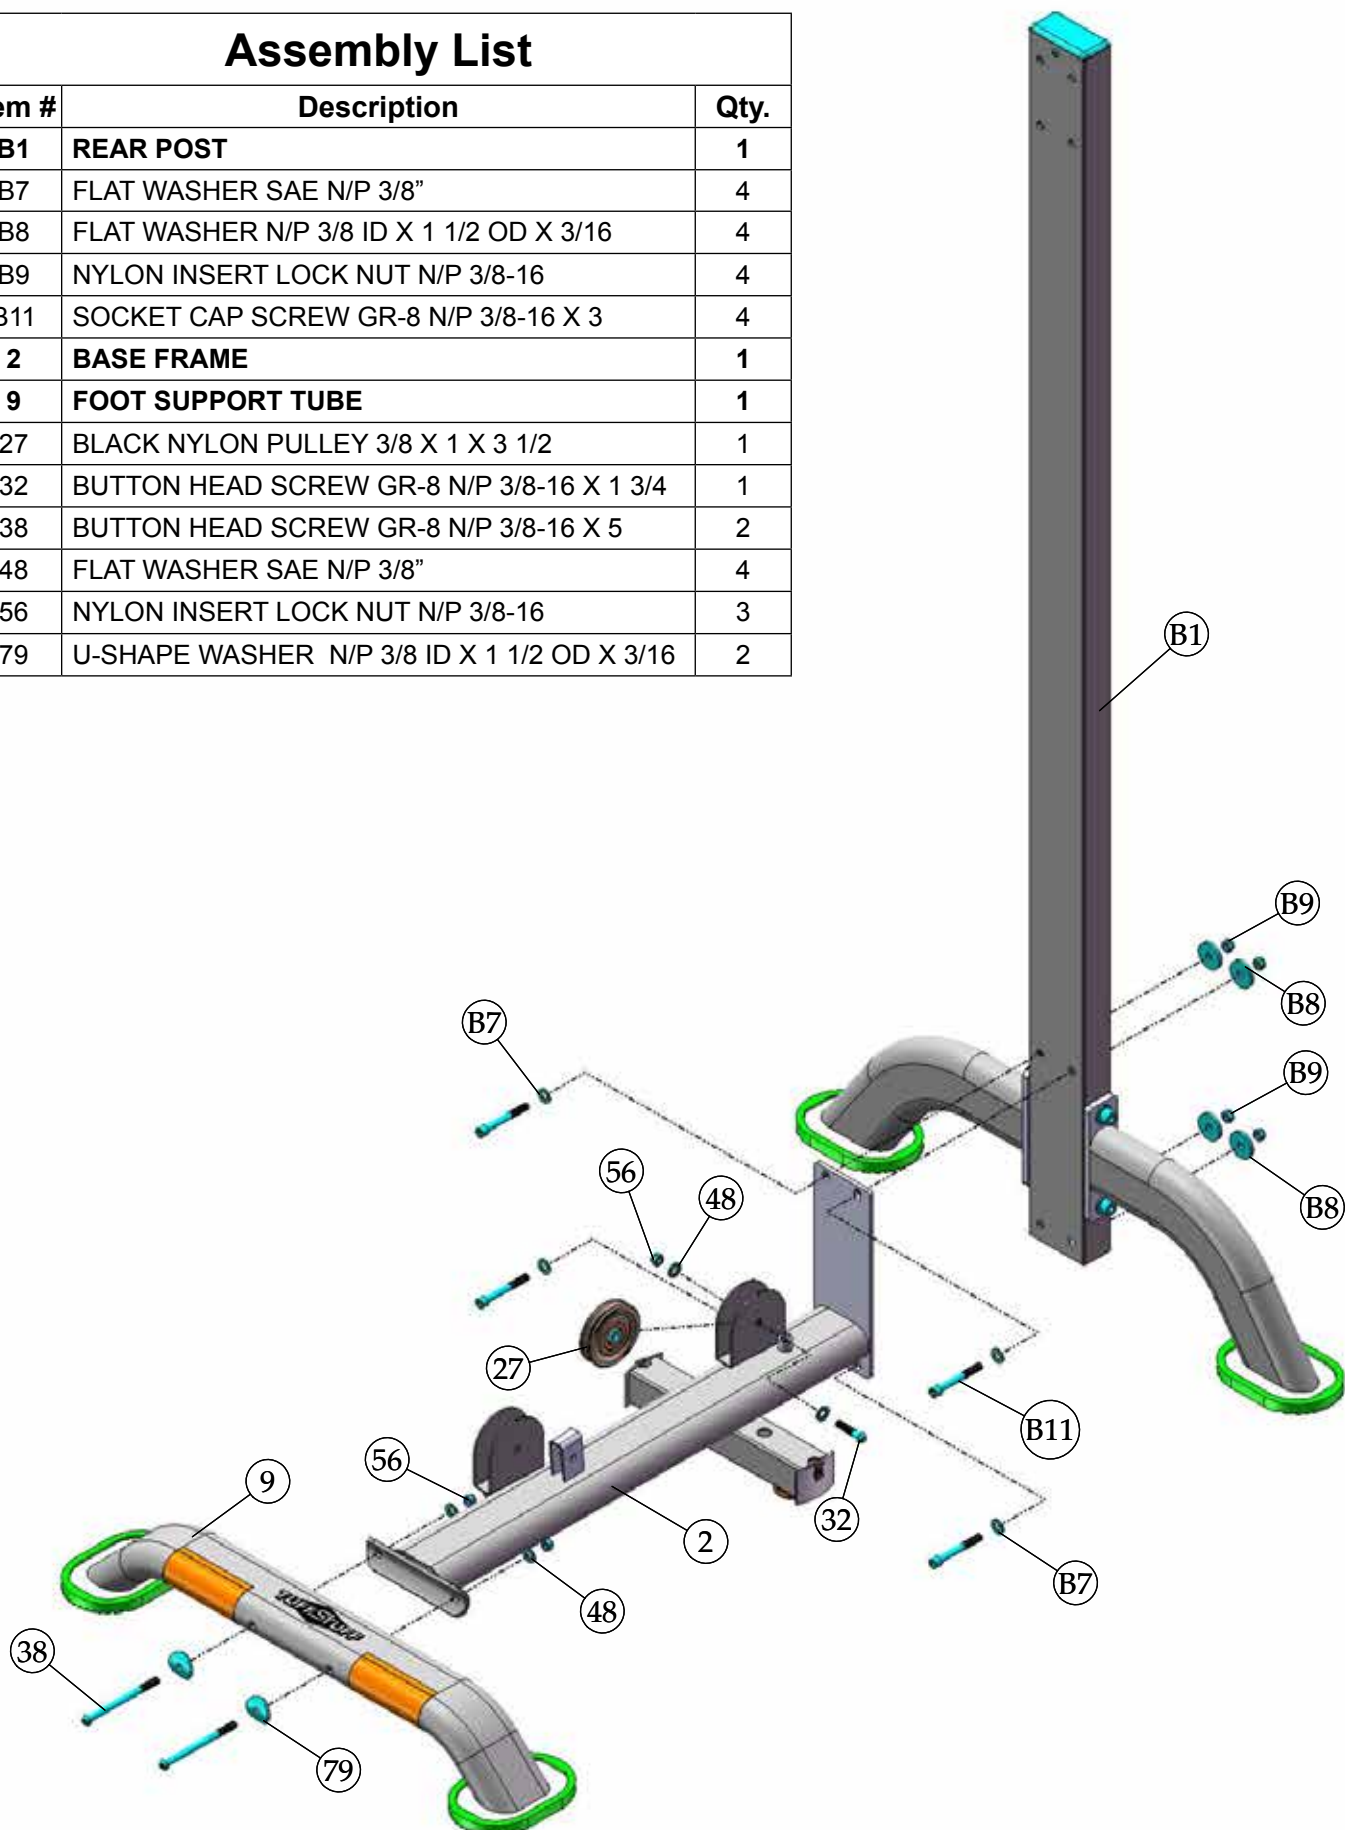 Assembly List
em # Description Qty.
B1 REAR POST 1
B7 FLAT WASHER SAE N/P 3/8” 4
B8 FLAT WASHER N/P 3/8 ID X 1 1/2 OD X 3/16 4
B9 NYLON INSERT LOCK NUT N/P 3/8-16 4
B11 SOCKET CAP SCREW GR-8 N/P 3/8-16 X 3 4
2 BASE FRAME 1
9 FOOT SUPPORT TUBE 1
27 BLACK NYLON PULLEY 3/8 X 1 X 3 1/2 1
32 BUTTON HEAD SCREW GR-8 N/P 3/8-16 X 1 3/4 1
38 BUTTON HEAD SCREW GR-8 N/P 3/8-16 X 5 2
48 FLAT WASHER SAE N/P 3/8” 4
56 NYLON INSERT LOCK NUT N/P 3/8-16 3
79 U-SHAPE WASHER N/P 3/8 ID X 1 1/2 OD X 3/16 2
B1
B9
B8
B7
B9
56
48
B8
27
B11
56
9
32
2
B7
48
38
79
TUFFSTUFF